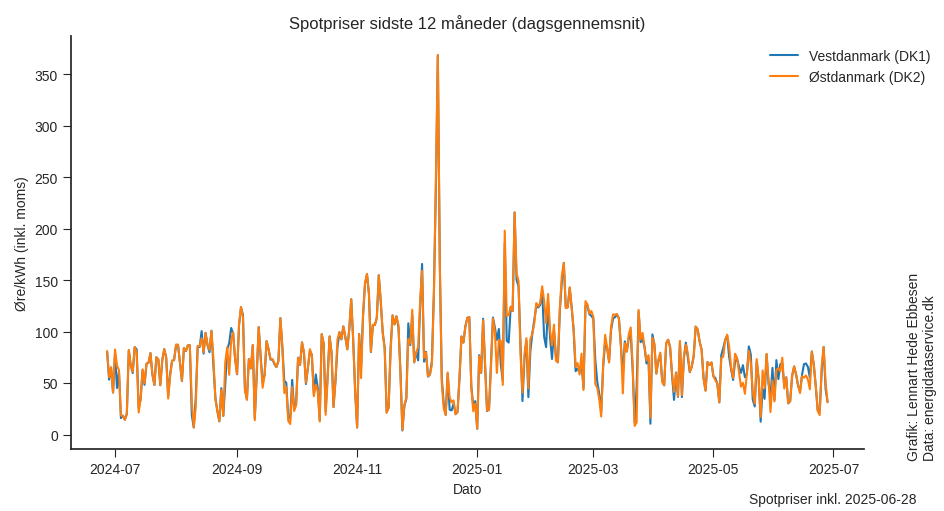 Spotpriser sidste 12 måneder (dagsgennemsnit)
Vestdanmark (DK1)
Østdanmark (DK2)
Øre/kWh (inkl. moms)
350
300
250
200
150
100
50
0
2024-07 2024-09 2024-11 2025-01 2025-03 2025-05 2025-07
Dato
Grafik: Lennart Hede Ebbesen
Data: energidataservice.dk
Spotpriser inkl. 2025-06-28